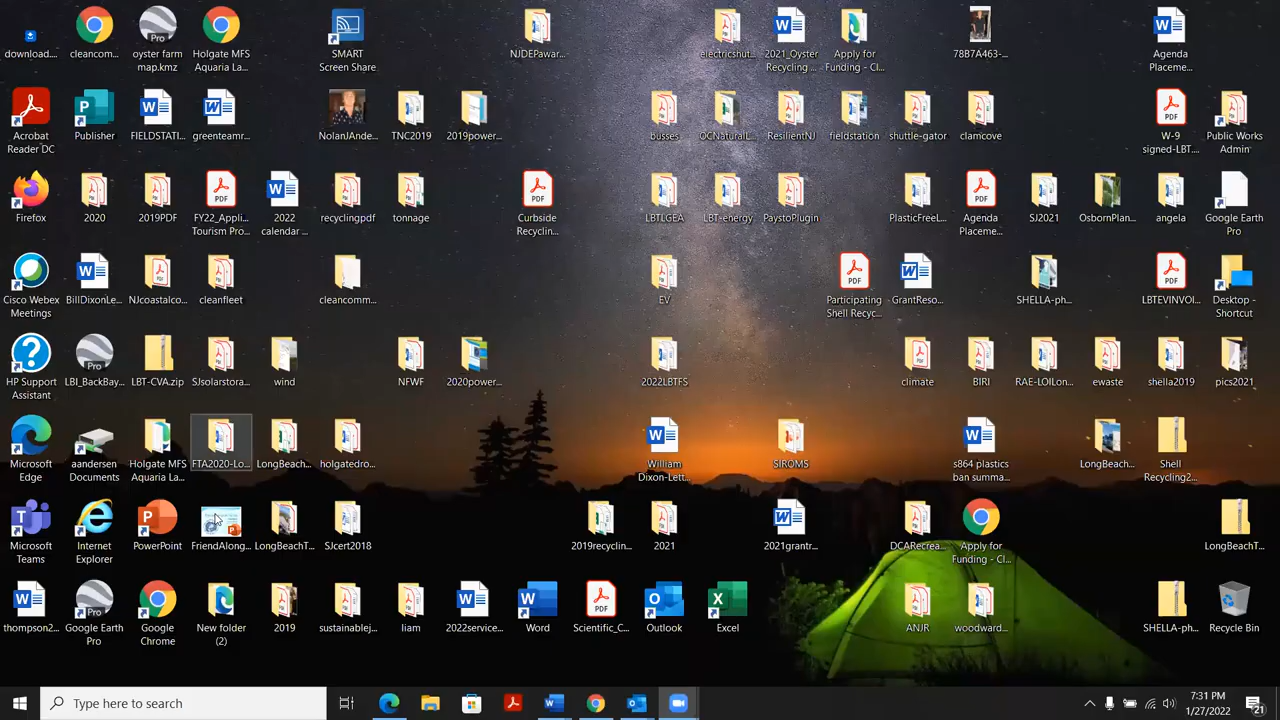 download....
cleancom...
oyster farm
map.kmz
Holgate MFS
Aquaria La...
SMART
Screen Share
NJDEPawar...
electricshut...
2021_Oyster
Recycling ...
Apply for
Funding - Cl...
78B7A463-...
Agenda
Placeme...
Acrobat
Reader DC
Publisher
FIELDSTATI...
greenteamr...
NolanJAnde...
TNC2019
2019power...
busses
OCNaturalL...
ResilientNJ
fieldstation
shuttle-gator
clamcove
W-9
signed-LBT...
Public Works
Admin
Firefox
2020
2019PDF
FY22_Appli...
Tourism Pro...
2022
calendar ...
recyclingpdf
tonnage
Curbside
Recyclin...
LBTLGEA
LBT-energy
PaystoPlugin
PlasticFreeL...
Agenda
Placeme...
SJ2021
OsbornPlan...
angela
Google Earth
Pro
Cisco Webex
Meetings
BillDixonLe...
NJcoastalco...
cleanfleet
cleancomm...
EV
Participating
Shell Recyc...
GrantReso...
SHELLA-ph...
LBTEVINVOI...
Desktop -
Shortcut
HP Support
Assistant
LBI_BackBay...
LBT-CVA.zip
SJsolarstora...
wind
NFWF
2020power...
2022LBTFS
climate
BIRI
RAE-LOILon...
ewaste
shella2019
pics2021
Microsoft
Edge
aandersen
Documents
Holgate MFS
Aquaria La...
FTA2020-Lo...
LongBeach...
holgatedro...
William
Dixon-Lett...
SIROMS
s864 plastics
ban summa...
LongBeach...
Shell
Recycling2...
Microsoft
Teams
Internet
Explorer
PowerPoint
FriendAlong...
LongBeachT...
SJcert2018
2019recyclin...
2021
2021grantr...
DCARecrea...
Apply for
Funding - Cl...
LongBeachT...
thompson2...
Google Earth
Pro
Google
Chrome
New folder
(2)
2019
sustainablej...
liam
2022service...
Word
Scientific_C...
Outlook
Excel
ANJR
woodward...
SHELLA-ph...
Recycle Bin
Type here to search
7:31 PM
1/27/2022
21